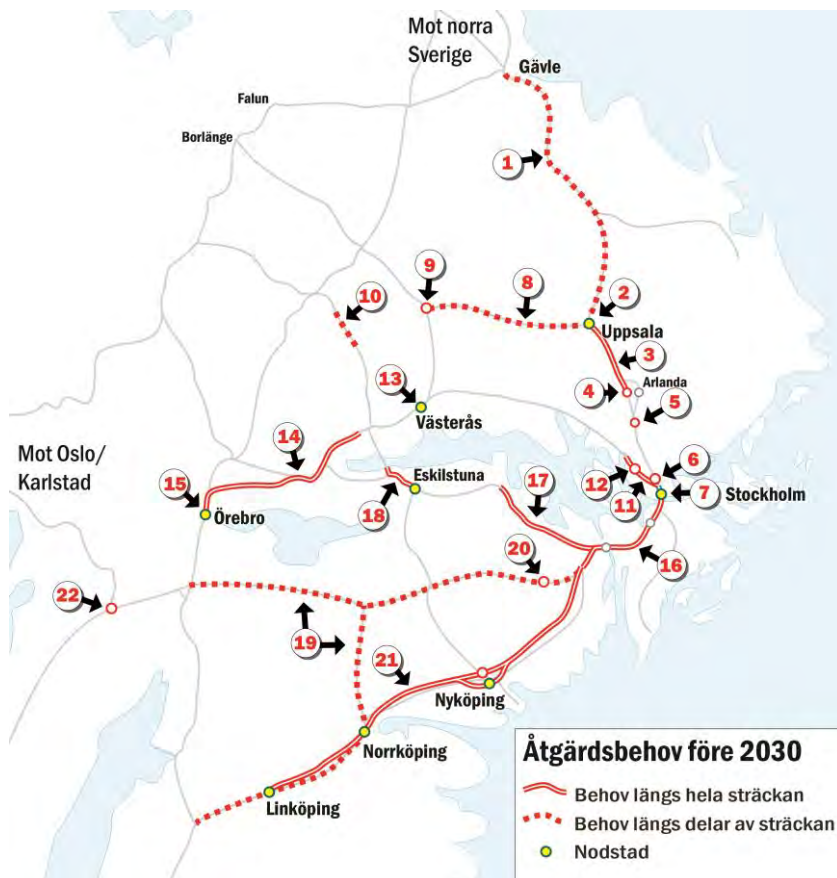 Mot norra
Sverige
Gävle
Falun
Borlänge
1
9
8
2
10
Uppsala
3
4
Arlanda
5
13
Västerås
14
Mot Oslo/
Karlstad
6
12
11
7
Stockholm
15
Örebro
Eskilstuna
18
17
20
16
22
19
21
Nyköping
Norrköping
Linköping
Åtgärdsbehov före 2030
Behov längs hela sträckan
Behov längs delar av sträckan
Nodstad